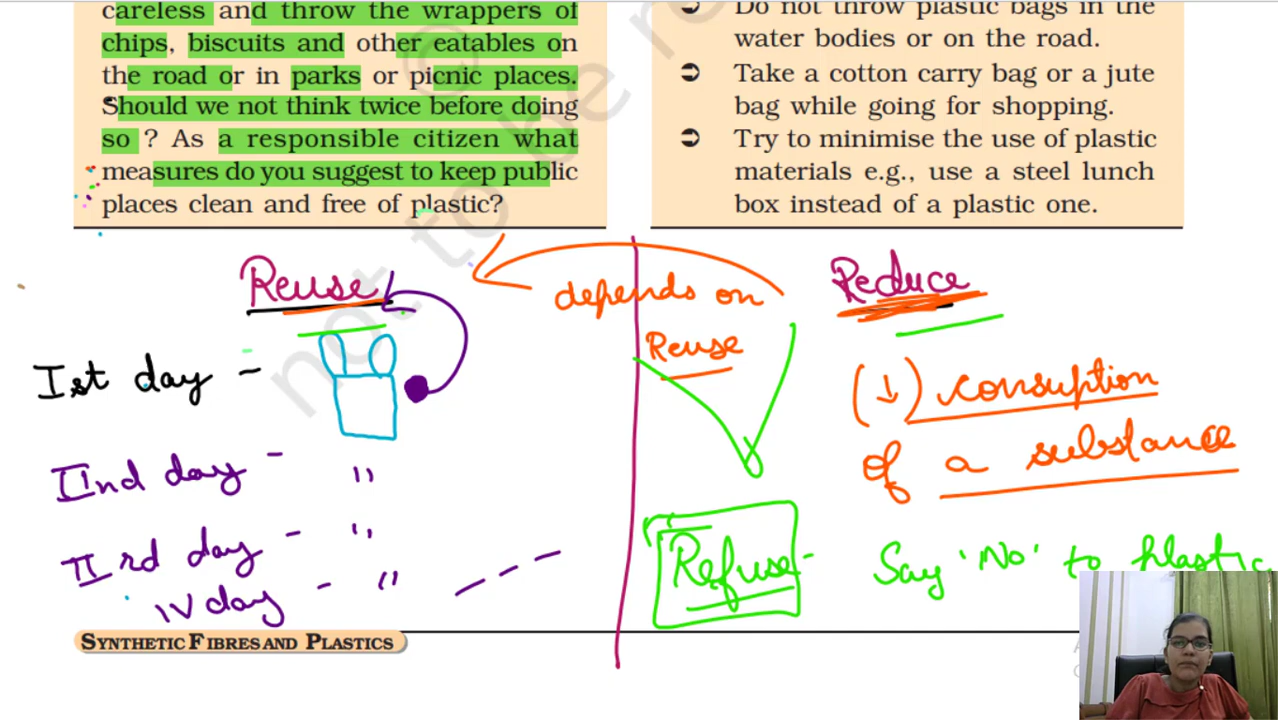 careless and throw the wrappers of
chips, biscuits and other eatables on
the road or in parks or picnic places.
Should we not think twice before doing
so ? As a responsible citizen what
measures do you suggest to keep public
places clean and free of plastic?
Do not throw plastic bags in the
water bodies or on the road.
➲ Take a cotton carry bag or a jute
bag while going for shopping.
➲ Try to minimise the use of plastic
materials e.g., use a steel lunch
box instead of a plastic one.
not to be re
Reuse
Ist day -
IInd day - "
IIrd day - "
IV day - " - - -
depends on
Reuse
Reduce
(↓) consuption
of a substance
Refuse - Say 'No' to Plastic
SYNTHETIC FIBRES AND PLASTICS